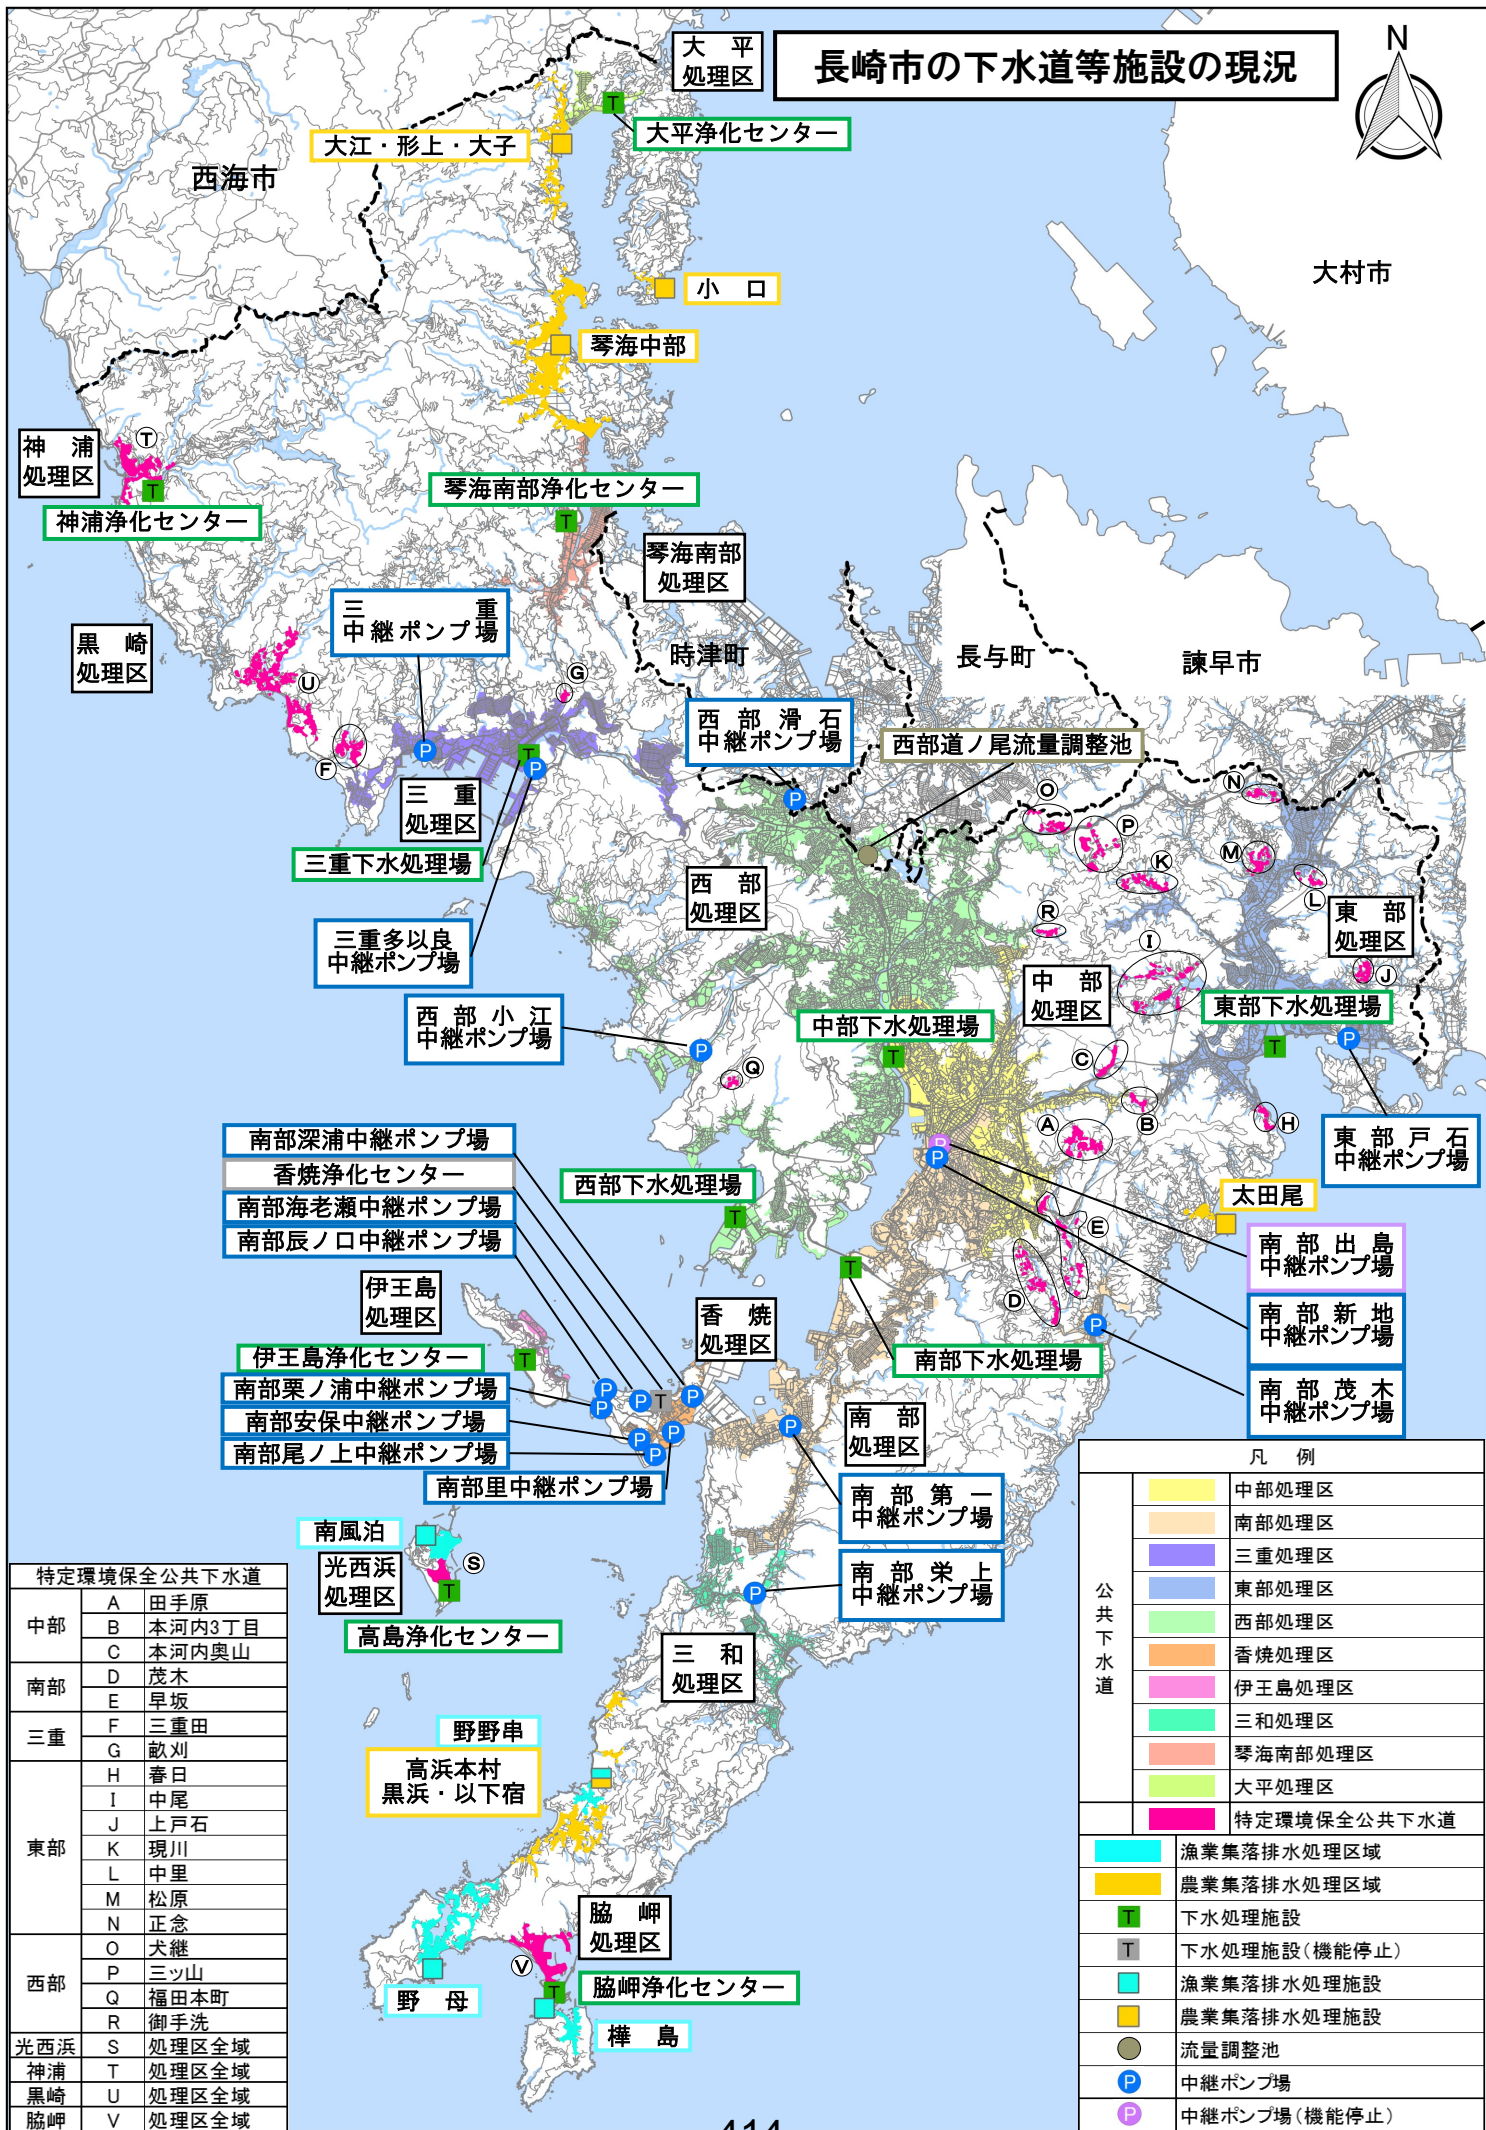 長崎市の下水道等施設の現況
N
大　平
処理区
T
大平浄化センター
大江・形上・大子
西海市
大村市
小　口
琴海中部
神　浦
処理区
T
T
神浦浄化センター
琴海南部浄化センター
T
琴海南部
処理区
三　重
中継ポンプ場
黒　崎
処理区
U
時津町
長与町
諫早市
G
F
P
T
P
西部滑石
中継ポンプ場
西部道ノ尾流量調整池
P
三　重
処理区
三重下水処理場
O
P
N
M
K
L
R
I
J
西　部
処理区
東　部
処理区
三重多以良
中継ポンプ場
中　部
処理区
西部小江
中継ポンプ場
P
Q
中部下水処理場
T
東部下水処理場
T
P
C
B
A
H
東部戸石
中継ポンプ場
南部深浦中継ポンプ場
香焼浄化センター
南部海老瀬中継ポンプ場
南部辰ノ口中継ポンプ場
西部下水処理場
T
P
P
太田尾
E
D
南部出島
中継ポンプ場
T
伊王島
処理区
香　焼
処理区
南部新地
中継ポンプ場
P
伊王島浄化センター
T
南部下水処理場
南部栗ノ浦中継ポンプ場
南部安保中継ポンプ場
南部尾ノ上中継ポンプ場
南部里中継ポンプ場
P
P
P
T
P
P
P
P
P
南　部
処理区
南部茂木
中継ポンプ場
南部第一
中継ポンプ場
南風泊
光西浜
処理区
S
T
高島浄化センター
南部栄上
中継ポンプ場
P
三　和
処理区
野野串
高浜本村
黒浜・以下宿
脇　岬
処理区
V
T
脇岬浄化センター
野　母
樺　島
特定環境保全公共下水道
中部
A 田手原
B 本河内3丁目
C 本河内奥山
南部
D 茂木
E 早坂
三重
F 三重田
G 畝刈
東部
H 春日
I 中尾
J 上戸石
K 現川
L 中里
M 松原
N 正念
西部
O 犬継
P 三ッ山
Q 福田本町
R 御手洗
光西浜 S 処理区全域
神浦 T 処理区全域
黒崎 U 処理区全域
脇岬 V 処理区全域
凡　例
公共下水道
中部処理区
南部処理区
三重処理区
東部処理区
西部処理区
香焼処理区
伊王島処理区
三和処理区
琴海南部処理区
大平処理区
特定環境保全公共下水道
漁業集落排水処理区域
農業集落排水処理区域
T 下水処理施設
T 下水処理施設（機能停止）
漁業集落排水処理施設
農業集落排水処理施設
流量調整池
P 中継ポンプ場
P 中継ポンプ場（機能停止）